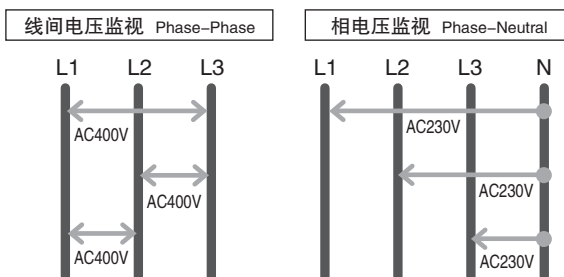 线间电压监视 Phase–Phase
L1 L2 L3
AC400V
AC400V
AC400V
相电压监视 Phase–Neutral
L1 L2 L3 N
AC230V
AC230V
AC230V